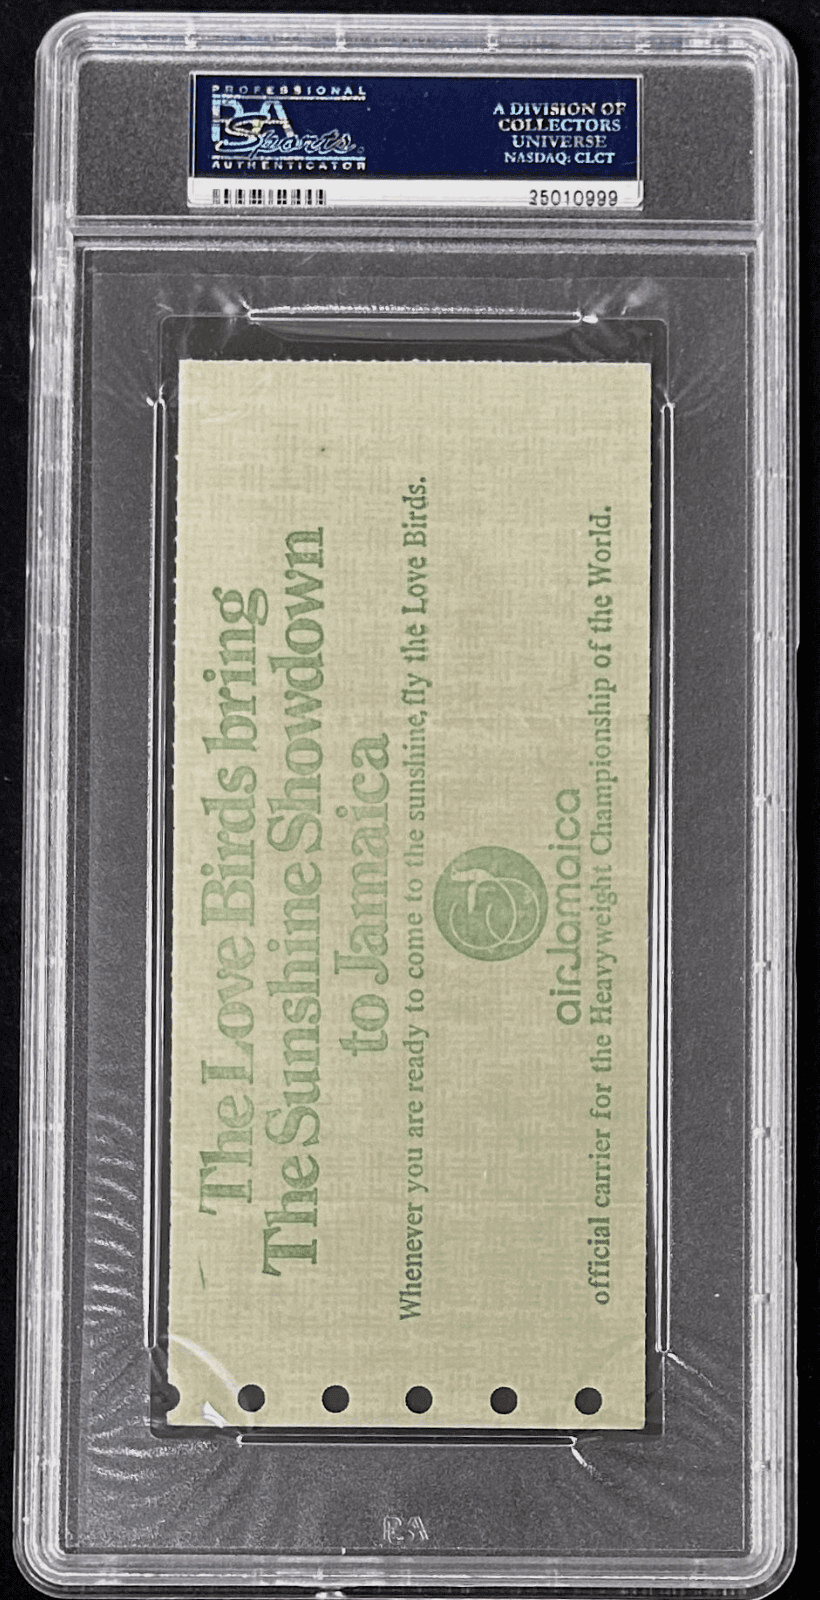 PROFESSIONAL
PSA
Sports
AUTHENTICATOR
A DIVISION OF
COLLECTORS
UNIVERSE
NASDAQ: CLCT
25010999
The Love Birds bring
The Sunshine Showdown
to Jamaica
Whenever you are ready to come to the sunshine, fly the Love Birds.
airJamaica
official carrier for the Heavyweight Championship of the World.
PSA